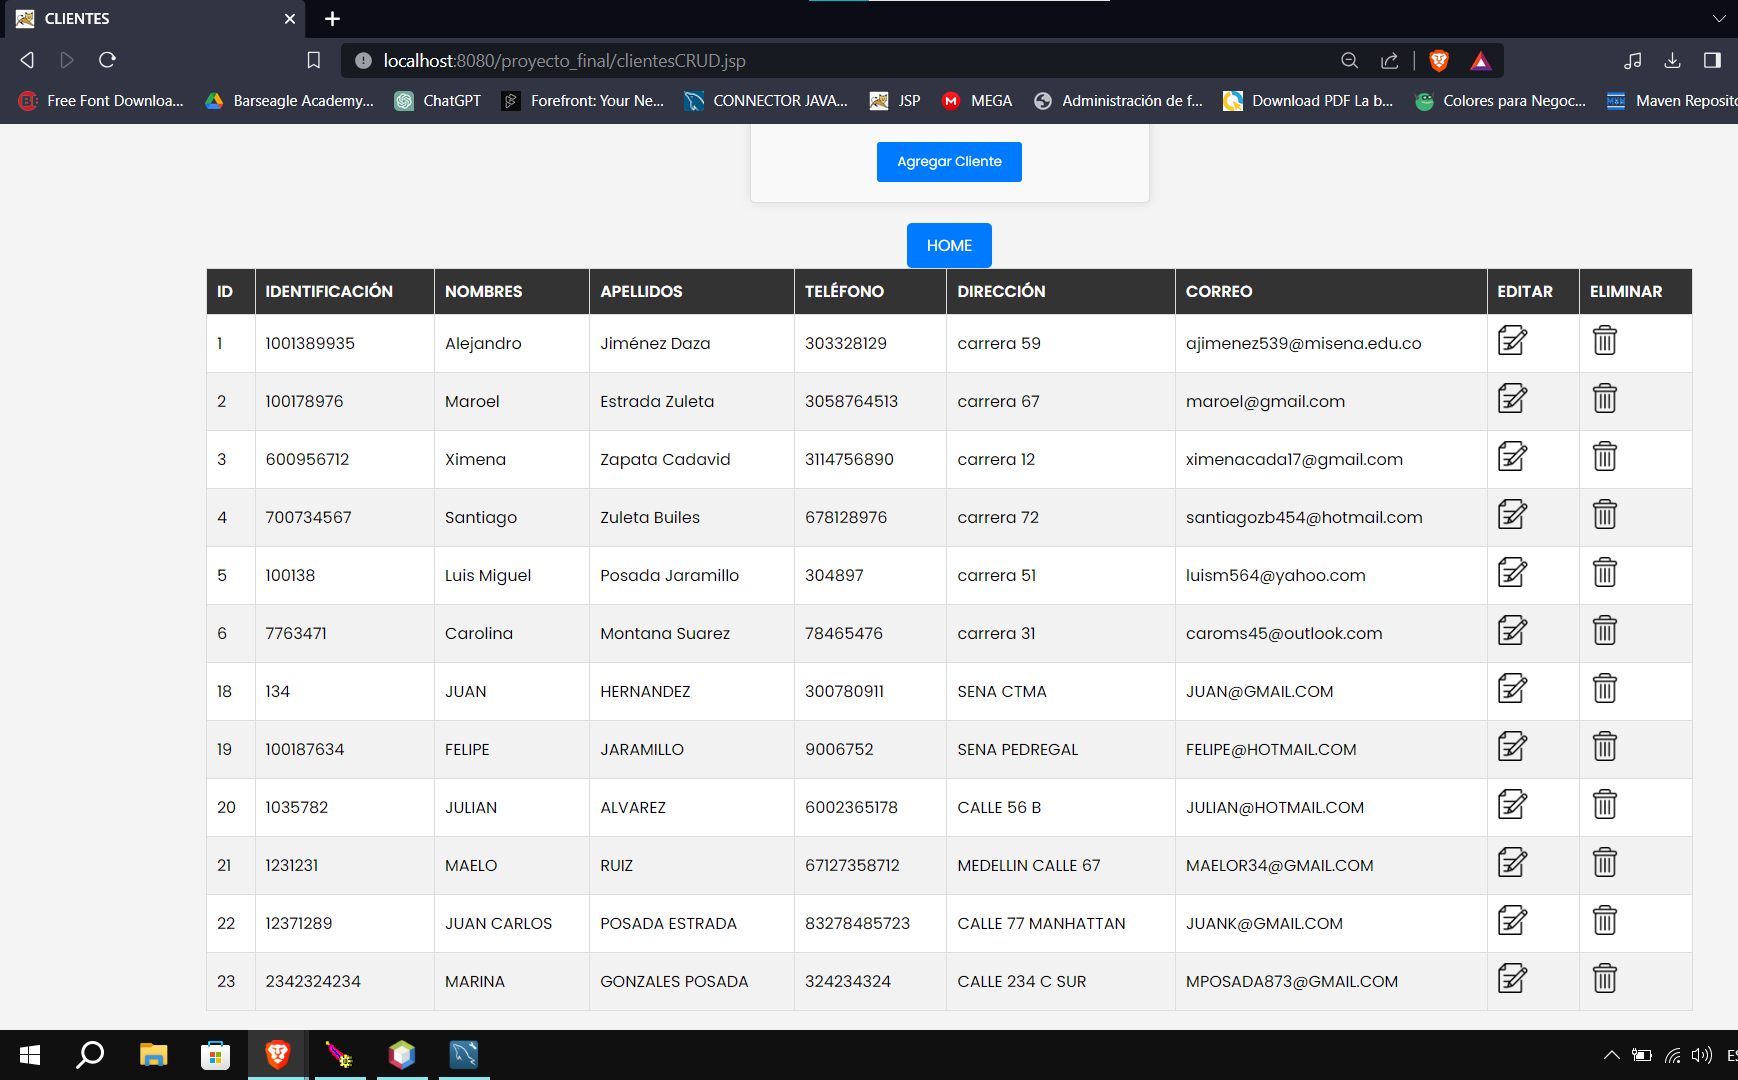 CLIENTES
localhost:8080/proyecto_final/clientesCRUD.jsp
Free Font Downloa... Barseagle Academy... ChatGPT Forefront: Your Ne... CONNECTOR JAVA... JSP MEGA Administración de f... Download PDF La b... Colores para Negoc... Maven Reposito
Agregar Cliente
HOME
ID IDENTIFICACIÓN NOMBRES APELLIDOS TELÉFONO DIRECCIÓN CORREO EDITAR ELIMINAR
1 1001389935 Alejandro Jiménez Daza 303328129 carrera 59 ajimenez539@misena.edu.co
2 100178976 Maroel Estrada Zuleta 3058764513 carrera 67 maroel@gmail.com
3 600956712 Ximena Zapata Cadavid 3114756890 carrera 12 ximenacada17@gmail.com
4 700734567 Santiago Zuleta Builes 678128976 carrera 72 santiagozb454@hotmail.com
5 100138 Luis Miguel Posada Jaramillo 304897 carrera 51 luism564@yahoo.com
6 7763471 Carolina Montana Suarez 78465476 carrera 31 caroms45@outlook.com
18 134 JUAN HERNANDEZ 300780911 SENA CTMA JUAN@GMAIL.COM
19 100187634 FELIPE JARAMILLO 9006752 SENA PEDREGAL FELIPE@HOTMAIL.COM
20 1035782 JULIAN ALVAREZ 6002365178 CALLE 56 B JULIAN@HOTMAIL.COM
21 1231231 MAELO RUIZ 67127358712 MEDELLIN CALLE 67 MAELOR34@GMAIL.COM
22 12371289 JUAN CARLOS POSADA ESTRADA 83278485723 CALLE 77 MANHATTAN JUANK@GMAIL.COM
23 2342324234 MARINA GONZALES POSADA 324234324 CALLE 234 C SUR MPOSADA873@GMAIL.COM